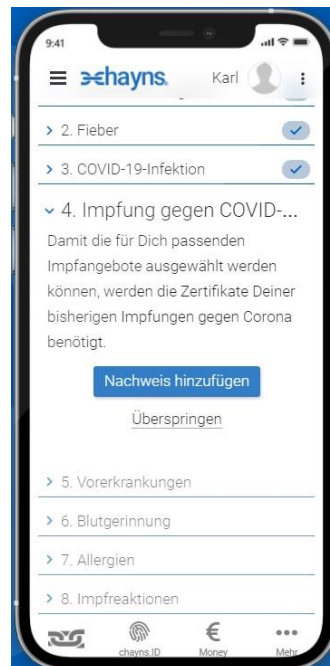 9:41
chayns.
Karl
2. Fieber
3. COVID-19-Infektion
4. Impfung gegen COVID-...
Damit die für Dich passenden
Impfangebote ausgewählt werden
können, werden die Zertifikate Deiner
bisherigen Impfungen gegen Corona
benötigt.
Nachweis hinzufügen
Überspringen
5. Vorerkrankungen
6. Blutgerinnung
7. Allergien
8. Impfreaktionen
chayns.ID
Money
Mehr